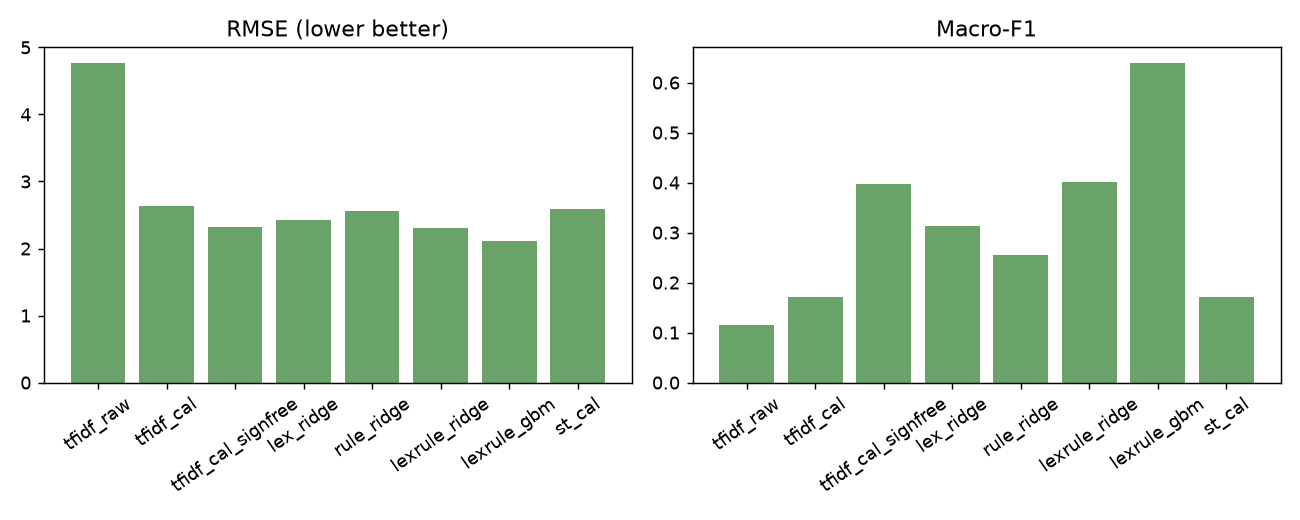 RMSE (lower better)
5
4
3
2
1
0
tfidf_raw
tfidf_cal
tfidf_cal_signfree
lex_ridge
rule_ridge
lexrule_ridge
lexrule_gbm
st_cal
Macro-F1
0.6
0.5
0.4
0.3
0.2
0.1
0.0
tfidf_raw
tfidf_cal
tfidf_cal_signfree
lex_ridge
rule_ridge
lexrule_ridge
lexrule_gbm
st_cal